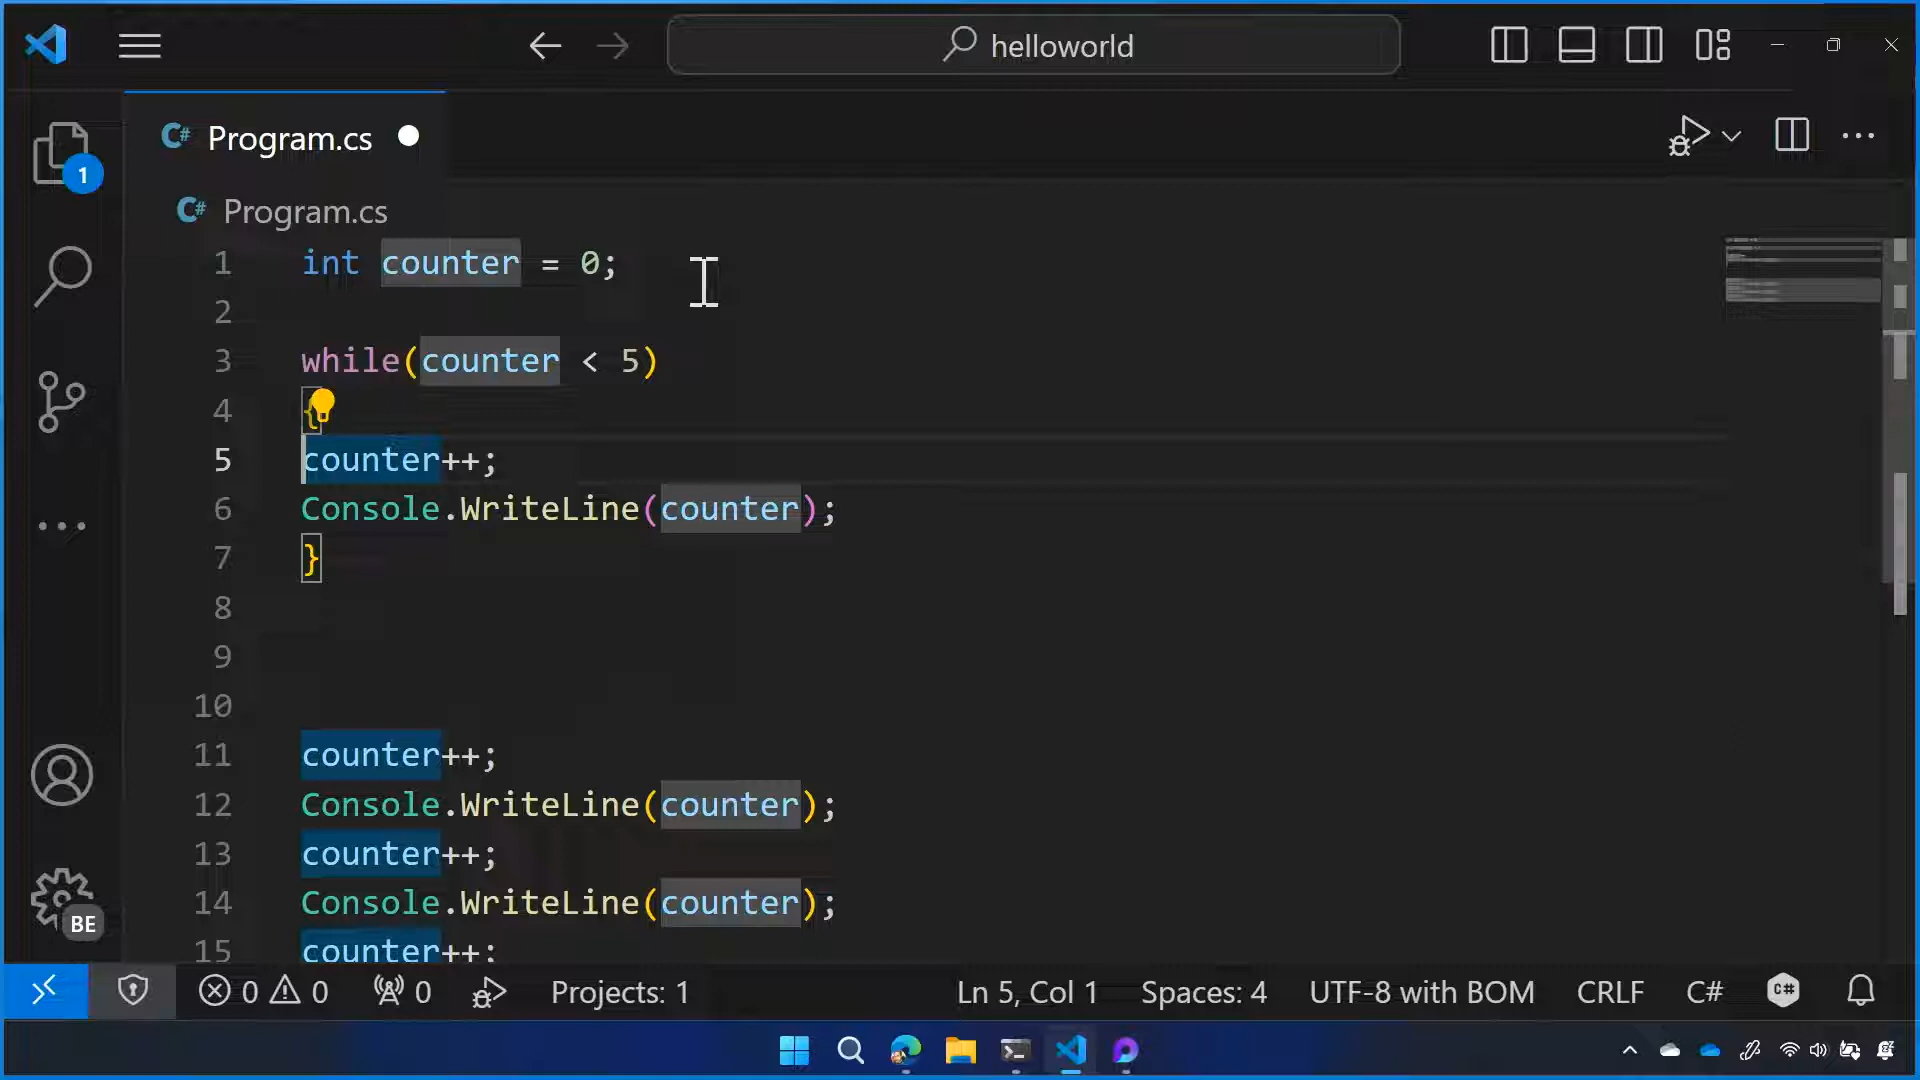 helloworld
C# Program.cs
1
C# Program.cs
1 int counter = 0;
2
3 while(counter < 5)
4 {
5 counter++;
6 Console.WriteLine(counter);
7 }
8
9
10
11 counter++;
12 Console.WriteLine(counter);
13 counter++;
14 Console.WriteLine(counter);
15 counter++;
BE
0 0 0 Projects: 1 Ln 5, Col 1 Spaces: 4 UTF-8 with BOM CRLF C# C#